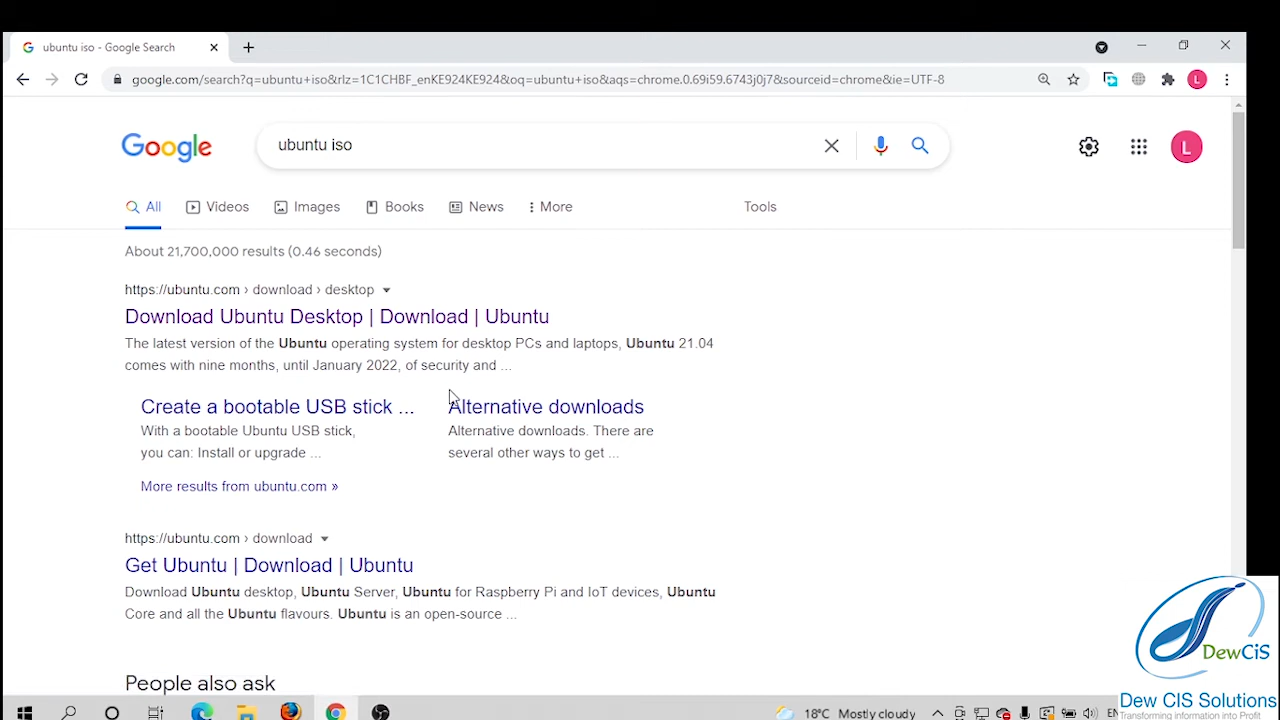 ubuntu iso - Google Search
google.com/search?q=ubuntu+iso&rlz=1C1CHBF_enKE924KE924&oq=ubuntu+iso&aqs=chrome.0.69i59.6743j0j7&sourceid=chrome&ie=UTF-8
L
Google
ubuntu iso
L
All
Videos
Images
Books
News
More
Tools
About 21,700,000 results (0.46 seconds)
https://ubuntu.com › download › desktop
Download Ubuntu Desktop | Download | Ubuntu
The latest version of the Ubuntu operating system for desktop PCs and laptops, Ubuntu 21.04
comes with nine months, until January 2022, of security and ...
Create a bootable USB stick ...
Alternative downloads
With a bootable Ubuntu USB stick,
Alternative downloads. There are
you can: Install or upgrade ...
several other ways to get ...
More results from ubuntu.com »
https://ubuntu.com › download
Get Ubuntu | Download | Ubuntu
Download Ubuntu desktop, Ubuntu Server, Ubuntu for Raspberry Pi and IoT devices, Ubuntu
Core and all the Ubuntu flavours. Ubuntu is an open-source ...
People also ask
DewCiS
Dew CIS Solutions
Transforming information into Profit
18°C Mostly cloudy